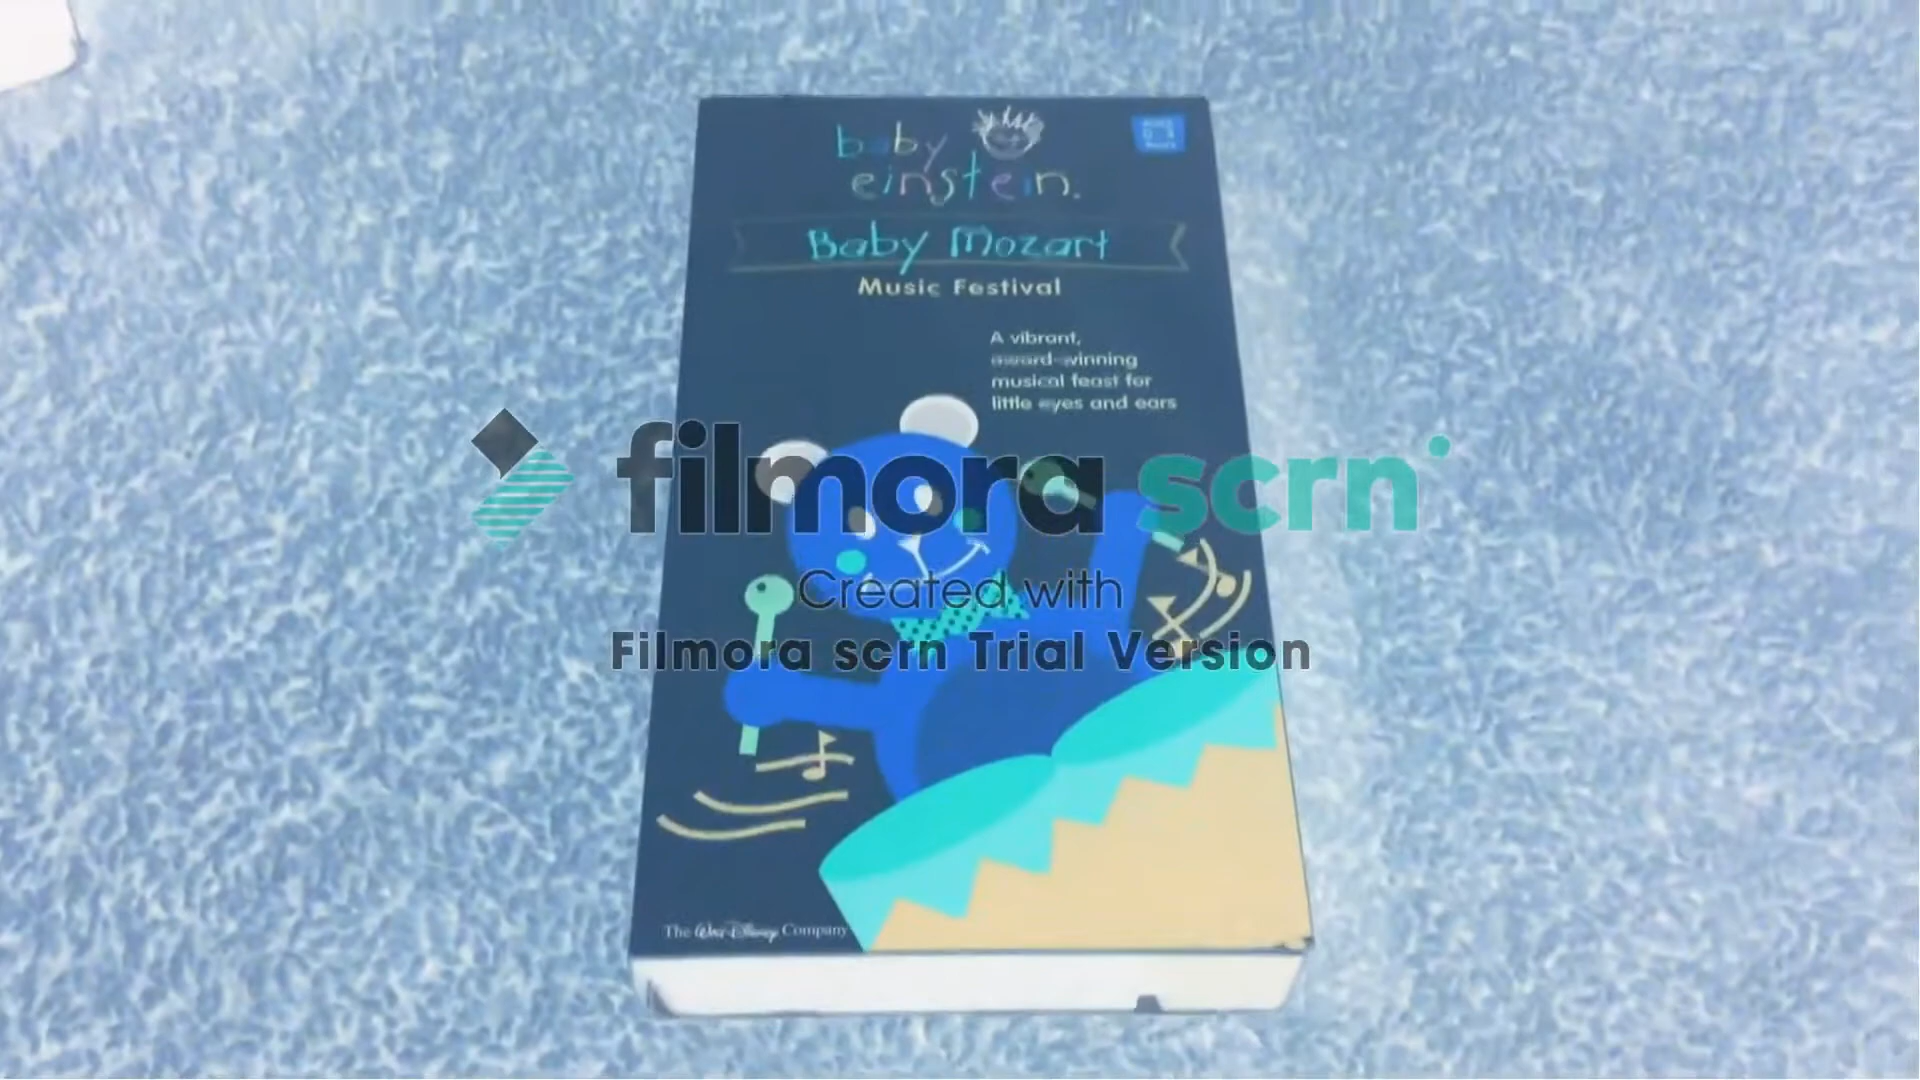 baby
einstein.
Baby Mozart
Music Festival
A vibrant,
award-winning
musical feast for
little eyes and ears
filmora scrn
Created with
Filmora scrn Trial Version
The Walt Disney Company